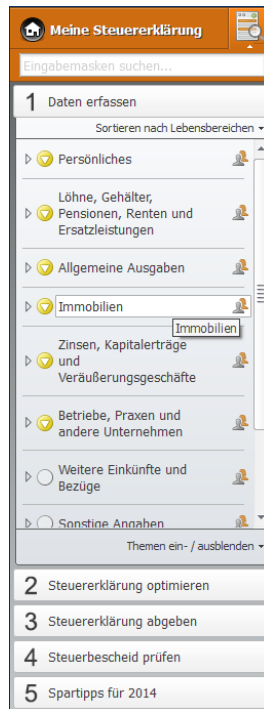 Meine Steuererklärung
Eingabemasken suchen...
1 Daten erfassen
Sortieren nach Lebensbereichen
Persönliches
Löhne, Gehälter,
Pensionen, Renten und
Ersatzleistungen
Allgemeine Ausgaben
Immobilien
Immobilien
Zinsen, Kapitalerträge
und
Veräußerungsgeschäfte
Betriebe, Praxen und
andere Unternehmen
Weitere Einkünfte und
Bezüge
Sonstige Angaben
Themen ein- / ausblenden
2 Steuererklärung optimieren
3 Steuererklärung abgeben
4 Steuerbescheid prüfen
5 Spartipps für 2014